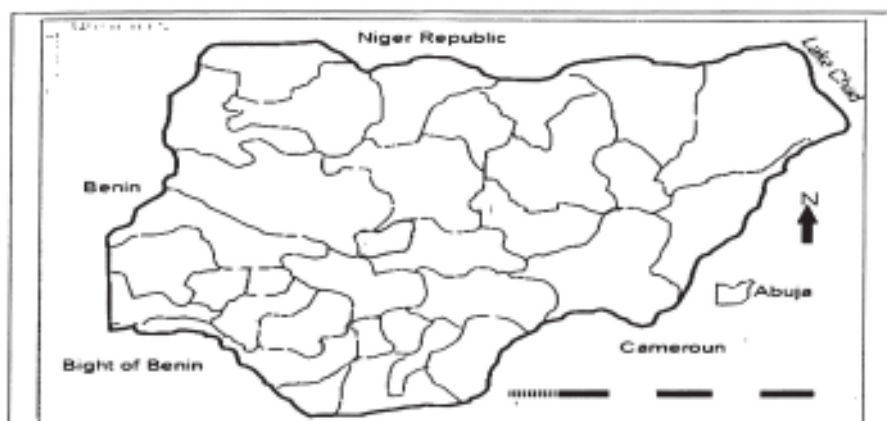 Niger Republic
Lake Chad
Benin
N
Abuja
Cameroun
Bight of Benin